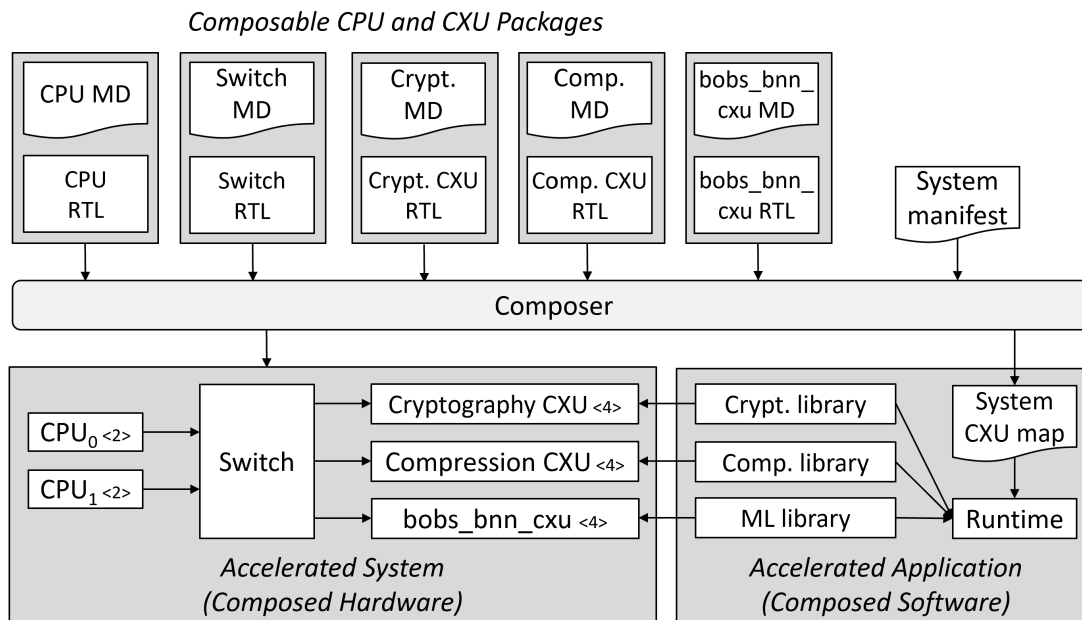 Composable CPU and CXU Packages
CPU MD
Switch
MD
Crypt.
MD
Comp.
MD
bobs_bnn_
cxu MD
CPU
RTL
Switch
RTL
Crypt. CXU
RTL
Comp. CXU
RTL
bobs_bnn_
cxu RTL
System
manifest
Composer
CPU₀ <2>
CPU₁ <2>
Switch
Cryptography CXU <4>
Compression CXU <4>
bobs_bnn_cxu <4>
Accelerated System
(Composed Hardware)
Crypt. library
Comp. library
ML library
System
CXU map
Runtime
Accelerated Application
(Composed Software)